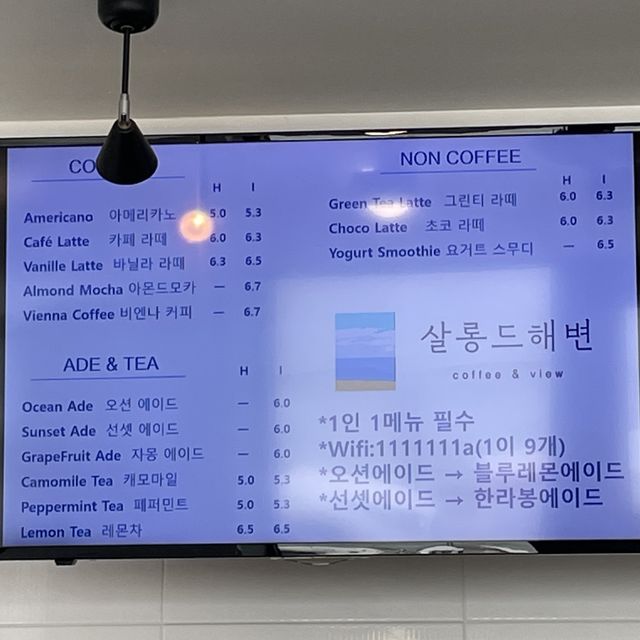 CO
H I
Americano 아메리카노 5.0 5.3
Café Latte 카페 라떼 6.0 6.3
Vanille Latte 바닐라 라떼 6.3 6.5
Almond Mocha 아몬드모카 — 6.7
Vienna Coffee 비엔나 커피 — 6.7
ADE & TEA
H I
Ocean Ade 오션 에이드 — 6.0
Sunset Ade 선셋 에이드 — 6.0
GrapeFruit Ade 자몽 에이드 — 6.0
Camomile Tea 캐모마일 5.0 5.3
Peppermint Tea 페퍼민트 5.0 5.3
Lemon Tea 레몬차 6.5 6.5
NON COFFEE
H I
Green Tea Latte 그린티 라떼 6.0 6.3
Choco Latte 초코 라떼 6.0 6.3
Yogurt Smoothie 요거트 스무디 — 6.5
살롱드해변
coffee & view
*1인 1메뉴 필수
*Wifi:1111111a(1이 9개)
*오션에이드 → 블루레몬에이드
*선셋에이드 → 한라봉에이드